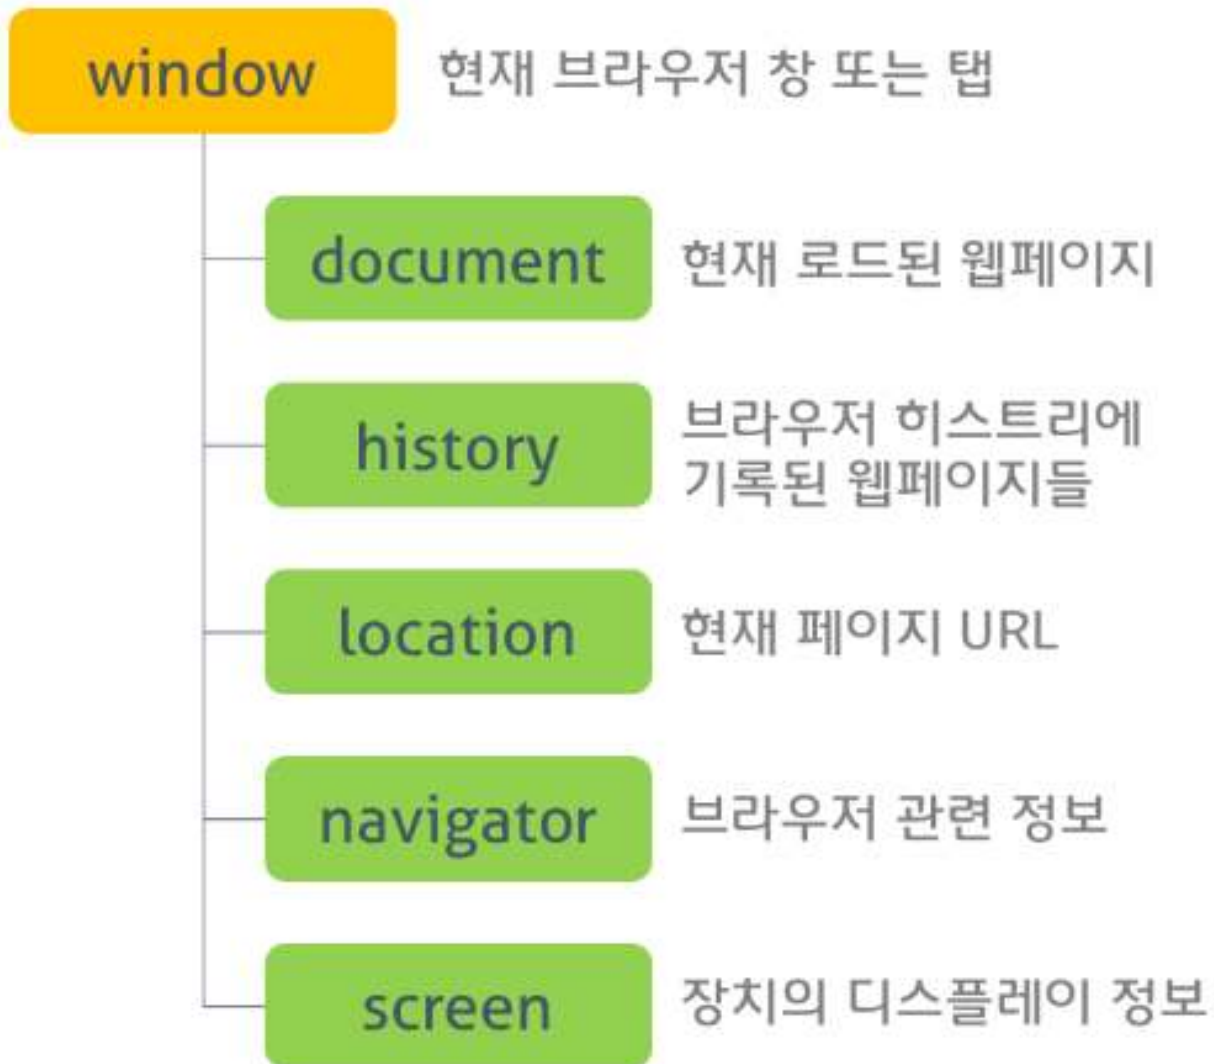 window 현재 브라우저 창 또는 탭
document 현재 로드된 웹페이지
history 브라우저 히스트리에
기록된 웹페이지들
location 현재 페이지 URL
navigator 브라우저 관련 정보
screen 장치의 디스플레이 정보